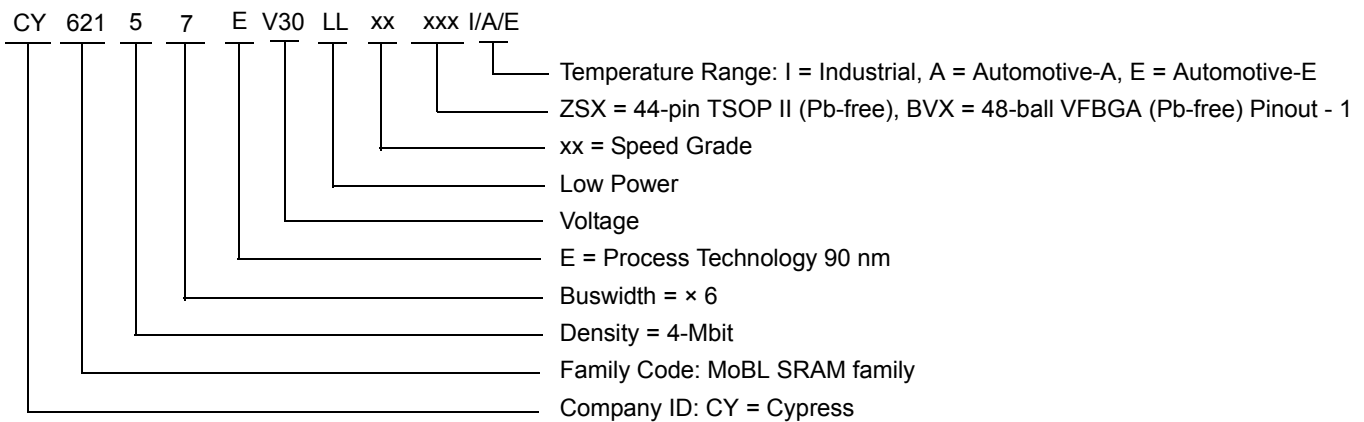 CY 621 5 7 E V30 LL xx xxx I/A/E
Temperature Range: I = Industrial, A = Automotive-A, E = Automotive-E
ZSX = 44-pin TSOP II (Pb-free), BVX = 48-ball VFBGA (Pb-free) Pinout - 1
xx = Speed Grade
Low Power
Voltage
E = Process Technology 90 nm
Buswidth = × 6
Density = 4-Mbit
Family Code: MoBL SRAM family
Company ID: CY = Cypress